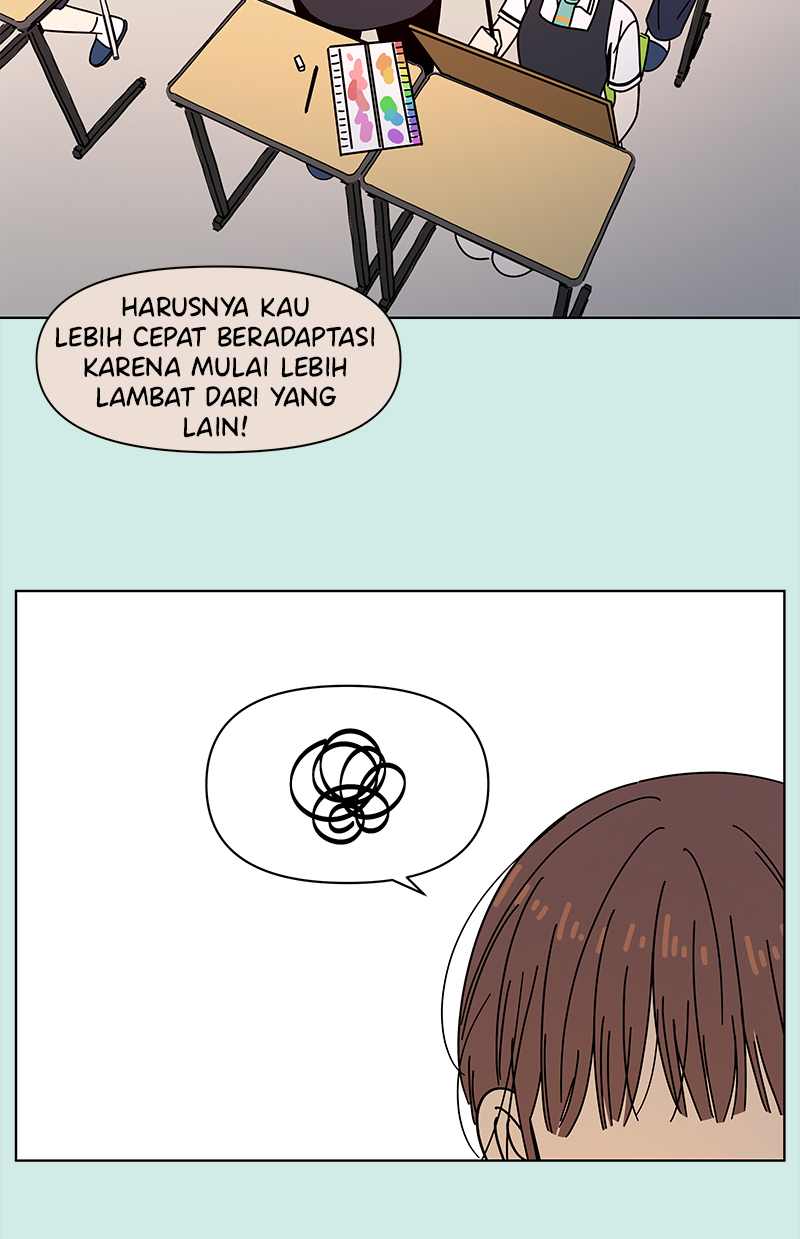 HARUSNYA KAU
LEBIH CEPAT BERADAPTASI
KARENA MULAI LEBIH
LAMBAT DARI YANG
LAIN!